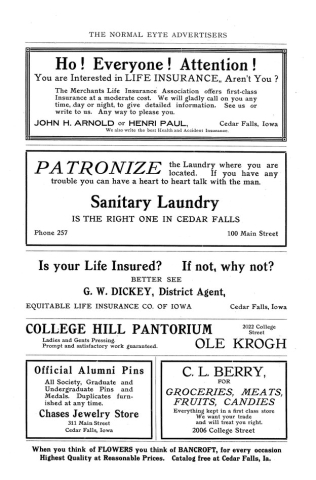 THE NORMAL EYTE ADVERTISERS
Ho! Everyone! Attention!
You are Interested in LIFE INSURANCE, Aren't You?
The Merchants Life Insurance Association offers first-class
Insurance at a moderate cost. We will gladly call on you any
time, day or night, to give detailed information. See us or
write to us. Any way to please you.
JOHN H. ARNOLD or HENRI PAUL, Cedar Falls, Iowa
We also write the best Health and Accident Insurance.
PATRONIZE the Laundry where you are
located. If you have any
trouble you can have a heart to heart talk with the man.
Sanitary Laundry
IS THE RIGHT ONE IN CEDAR FALLS
Phone 257 100 Main Street
Is your Life Insured? If not, why not?
BETTER SEE
G. W. DICKEY, District Agent,
EQUITABLE LIFE INSURANCE CO. OF IOWA Cedar Falls, Iowa
COLLEGE HILL PANTORIUM 2022 College
Street
Ladies and Gents Pressing.
Prompt and satisfactory work guaranteed. OLE KROGH
Official Alumni Pins
All Society, Graduate and
Undergraduate Pins and
Medals. Duplicates furn-
ished at any time.
Chases Jewelry Store
311 Main Street
Cedar Falls, Iowa
C. L. BERRY,
FOR
GROCERIES, MEATS,
FRUITS, CANDIES
Everything kept in a first class store
We want your trade
and will treat you right.
2006 College Street
When you think of FLOWERS you think of BANCROFT, for every occasion
Highest Quality at Reasonable Prices. Catalog free at Cedar Falls, Ia.